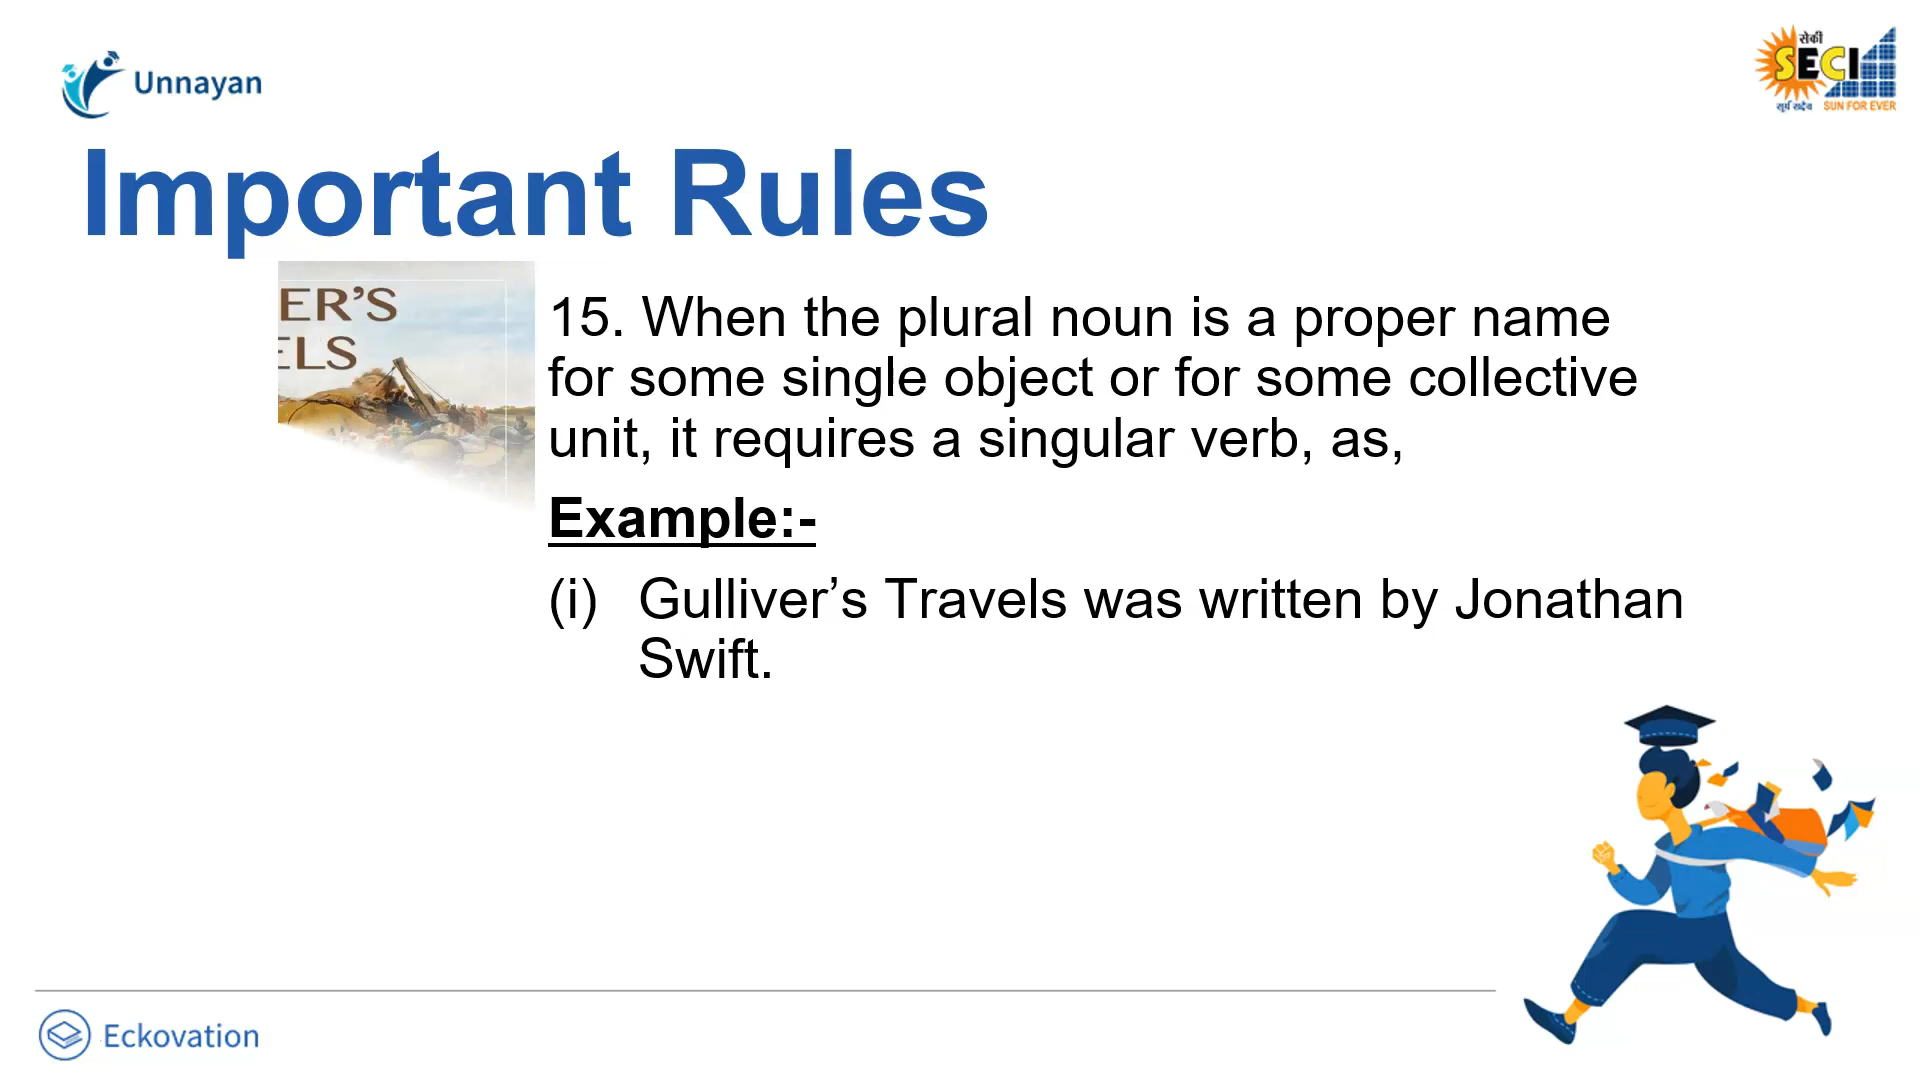 Unnayan
सेकी
SECI
सूर्य सदैव SUN FOR EVER
Important Rules
ER’S
ELS
15. When the plural noun is a proper name
for some single object or for some collective
unit, it requires a singular verb, as,
Example:-
(i) Gulliver’s Travels was written by Jonathan
Swift.
Eckovation